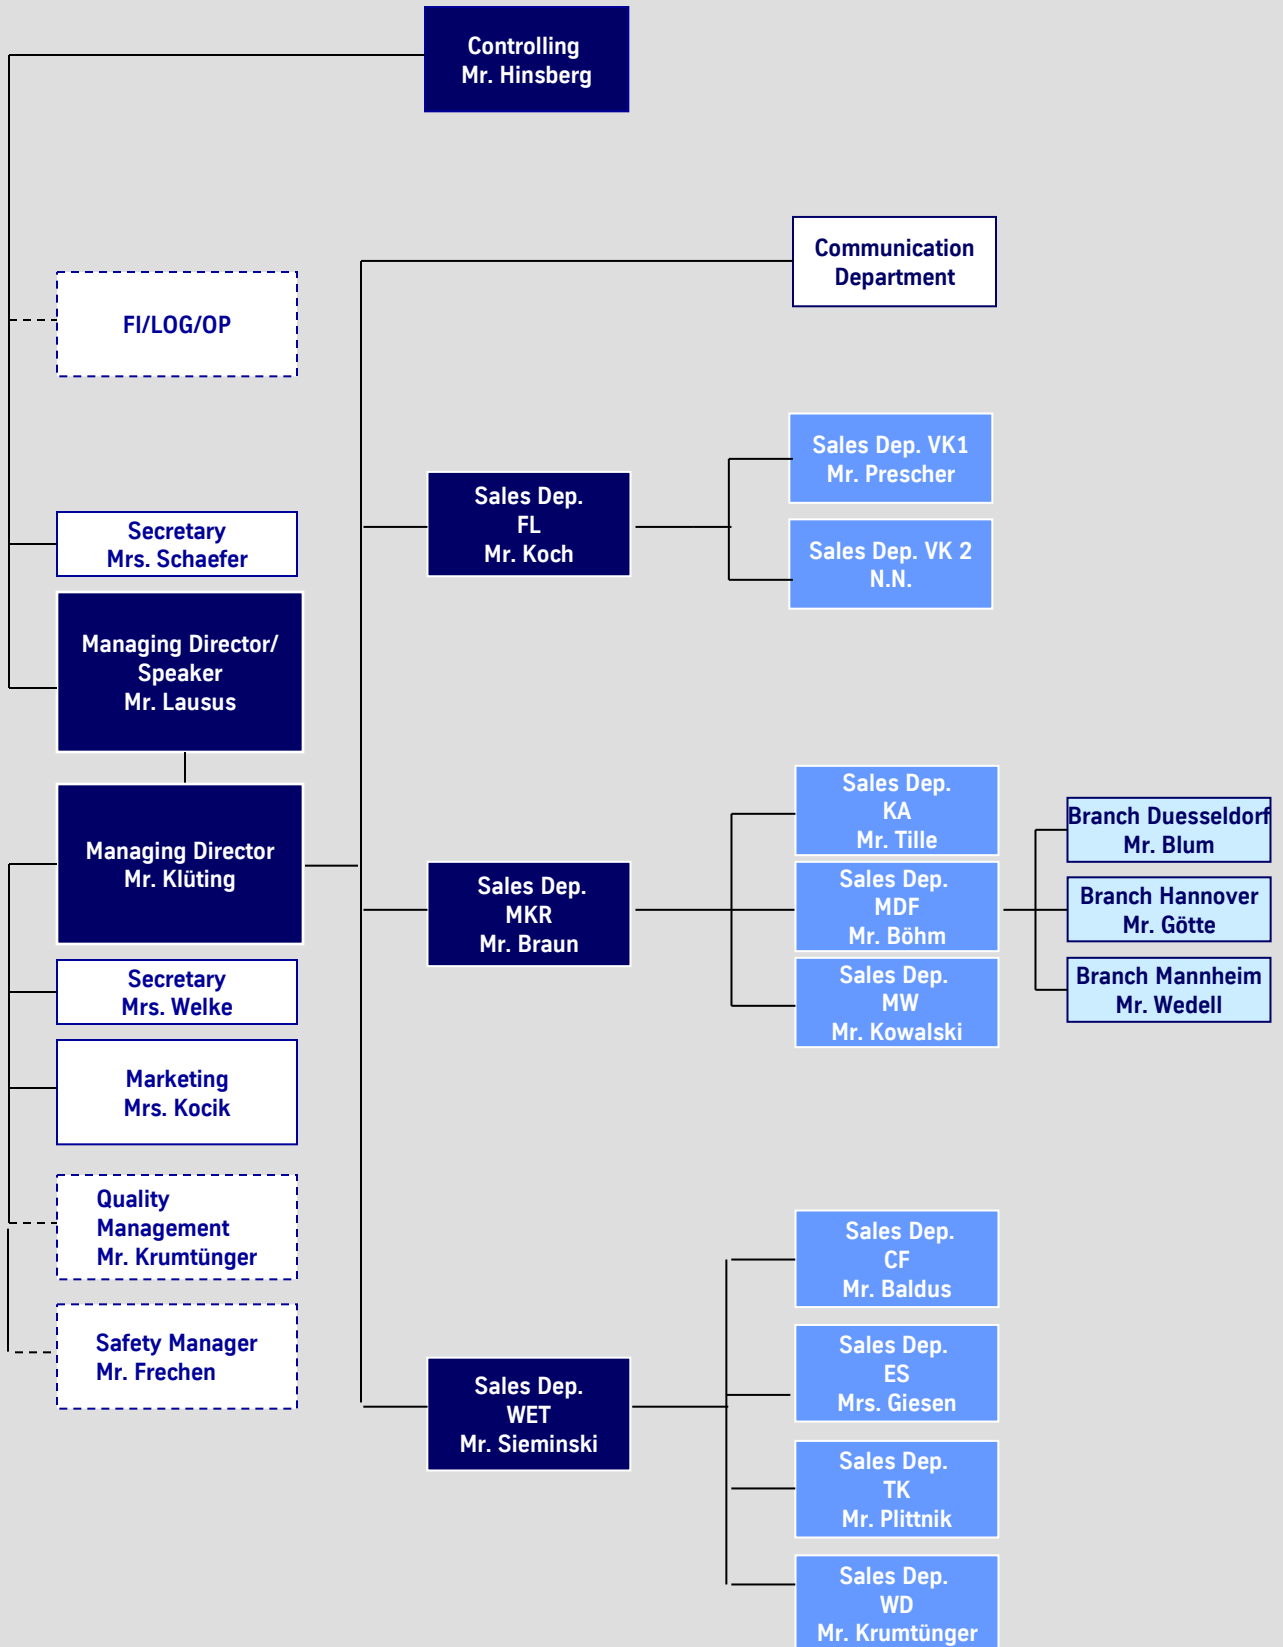 Controlling
Mr. Hinsberg
Communication
Department
FI/LOG/OP
Sales Dep. VK1
Mr. Prescher
Sales Dep.
FL
Mr. Koch
Sales Dep. VK 2
N.N.
Secretary
Mrs. Schaefer
Managing Director/
Speaker
Mr. Lausus
Managing Director
Mr. Klüting
Sales Dep.
MKR
Mr. Braun
Sales Dep.
KA
Mr. Tille
Sales Dep.
MDF
Mr. Böhm
Sales Dep.
MW
Mr. Kowalski
Branch Duesseldorf
Mr. Blum
Branch Hannover
Mr. Götte
Branch Mannheim
Mr. Wedell
Secretary
Mrs. Welke
Marketing
Mrs. Kocik
Quality
Management
Mr. Krumtünger
Safety Manager
Mr. Frechen
Sales Dep.
WET
Mr. Sieminski
Sales Dep.
CF
Mr. Baldus
Sales Dep.
ES
Mrs. Giesen
Sales Dep.
TK
Mr. Plittnik
Sales Dep.
WD
Mr. Krumtünger